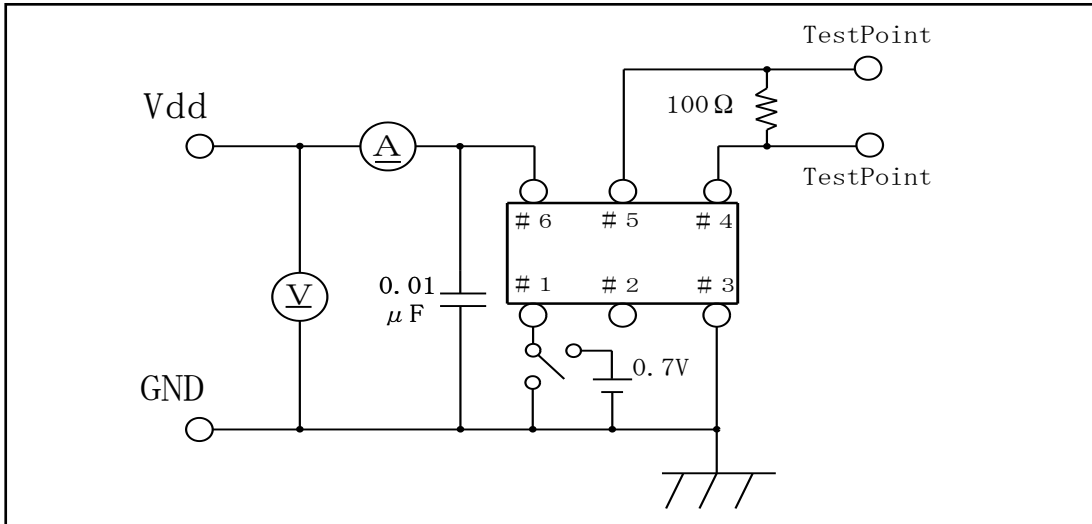 TestPoint
100Ω
Vdd
A
TestPoint
# 6 # 5 # 4
# 1 # 2 # 3
0.01
μF
V
0.7V
GND